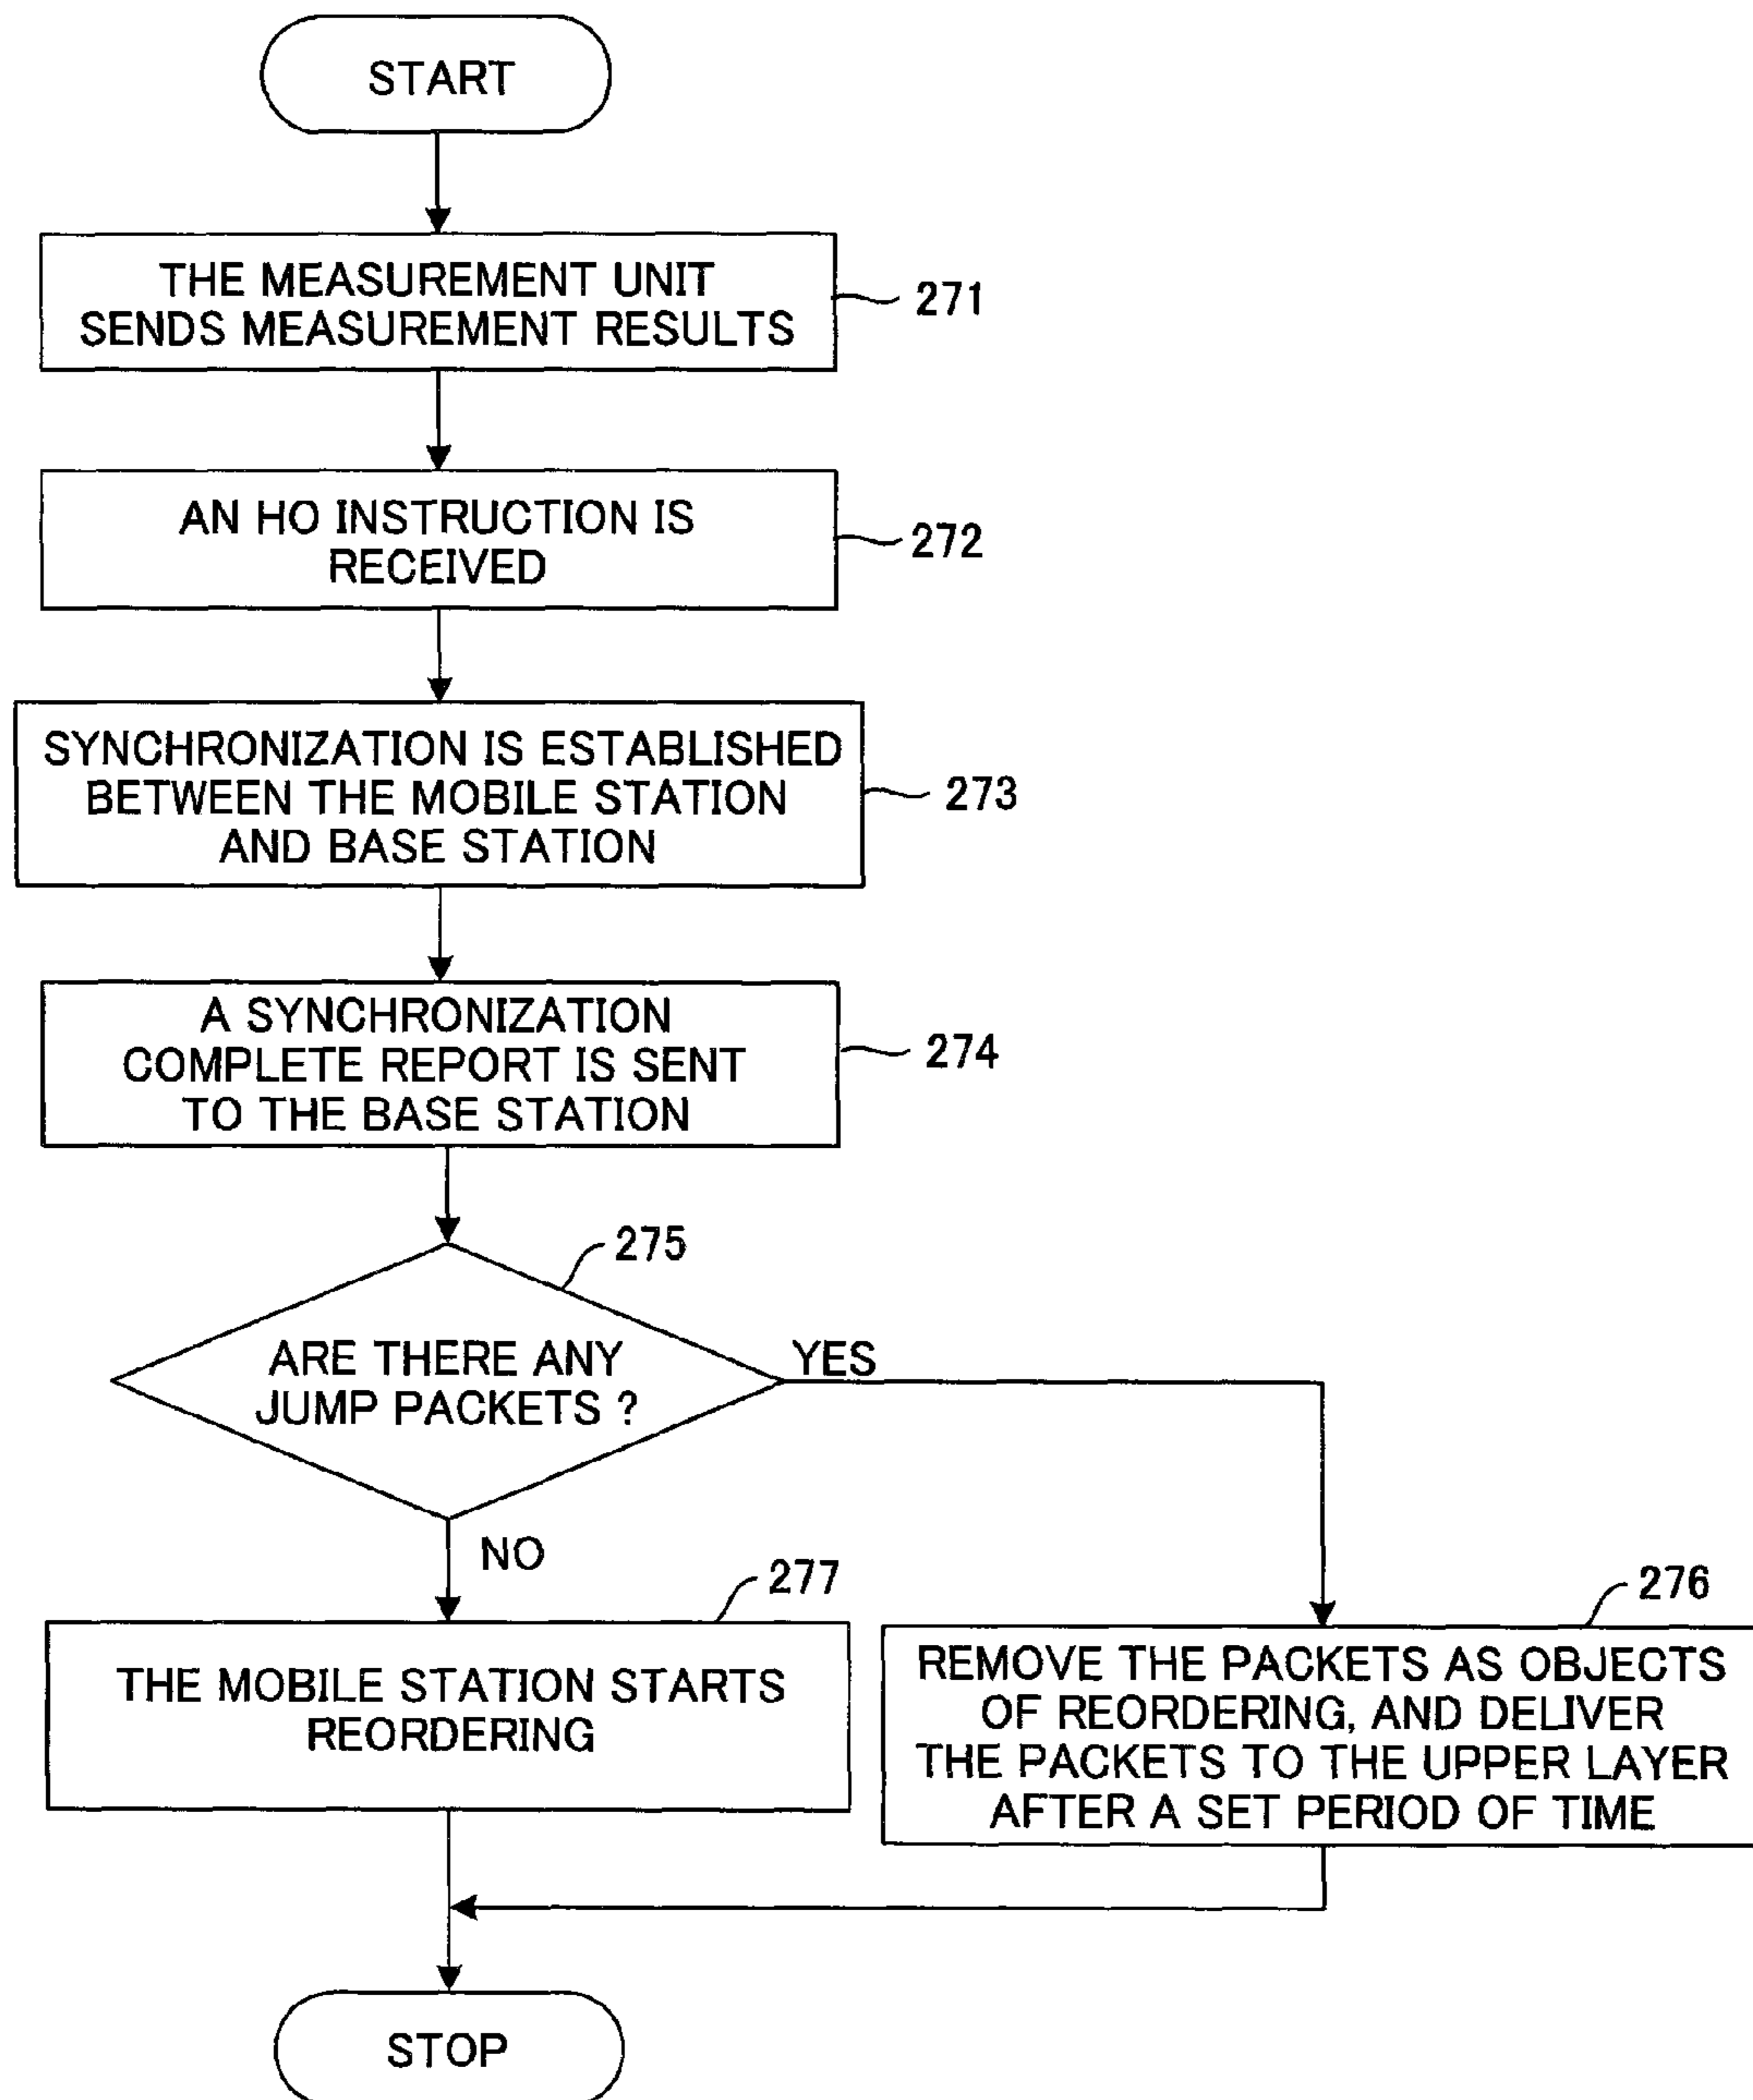 START
THE MEASUREMENT UNIT
SENDS MEASUREMENT RESULTS
271
AN HO INSTRUCTION IS
RECEIVED
272
SYNCHRONIZATION IS ESTABLISHED
BETWEEN THE MOBILE STATION
AND BASE STATION
273
A SYNCHRONIZATION
COMPLETE REPORT IS SENT
TO THE BASE STATION
274
275
ARE THERE ANY
JUMP PACKETS ?
YES
NO
277
THE MOBILE STATION STARTS
REORDERING
276
REMOVE THE PACKETS AS OBJECTS
OF REORDERING, AND DELIVER
THE PACKETS TO THE UPPER LAYER
AFTER A SET PERIOD OF TIME
STOP